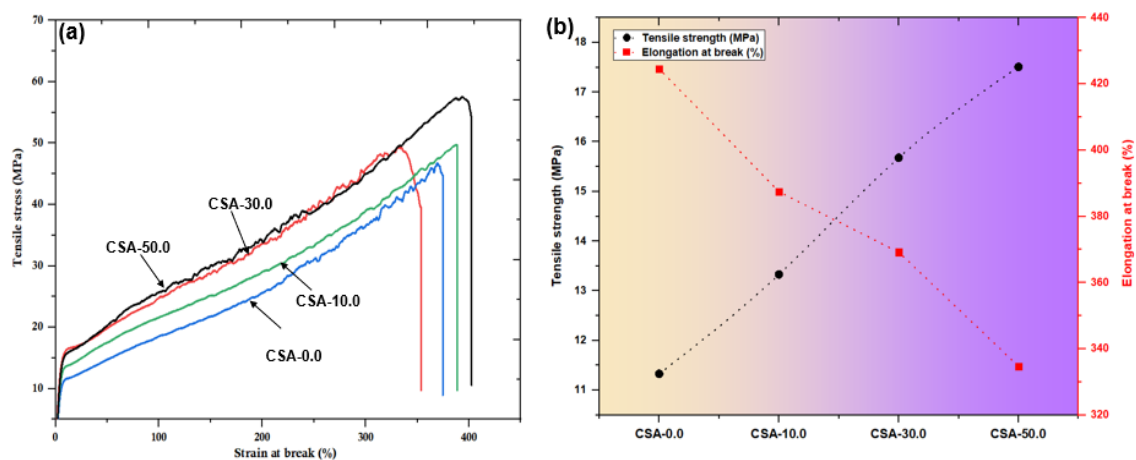 (a)
70
60
50
40
30
20
10
Tensile stress (MPa)
CSA-30.0
CSA-50.0
CSA-10.0
CSA-0.0
0
100
200
300
400
Strain at break (%)
(b)
Tensile strength (MPa)
Elongation at break (%)
18
17
16
15
14
13
12
11
Tensile strength (MPa)
440
420
400
380
360
340
320
Elongation at break (%)
CSA-0.0
CSA-10.0
CSA-30.0
CSA-50.0